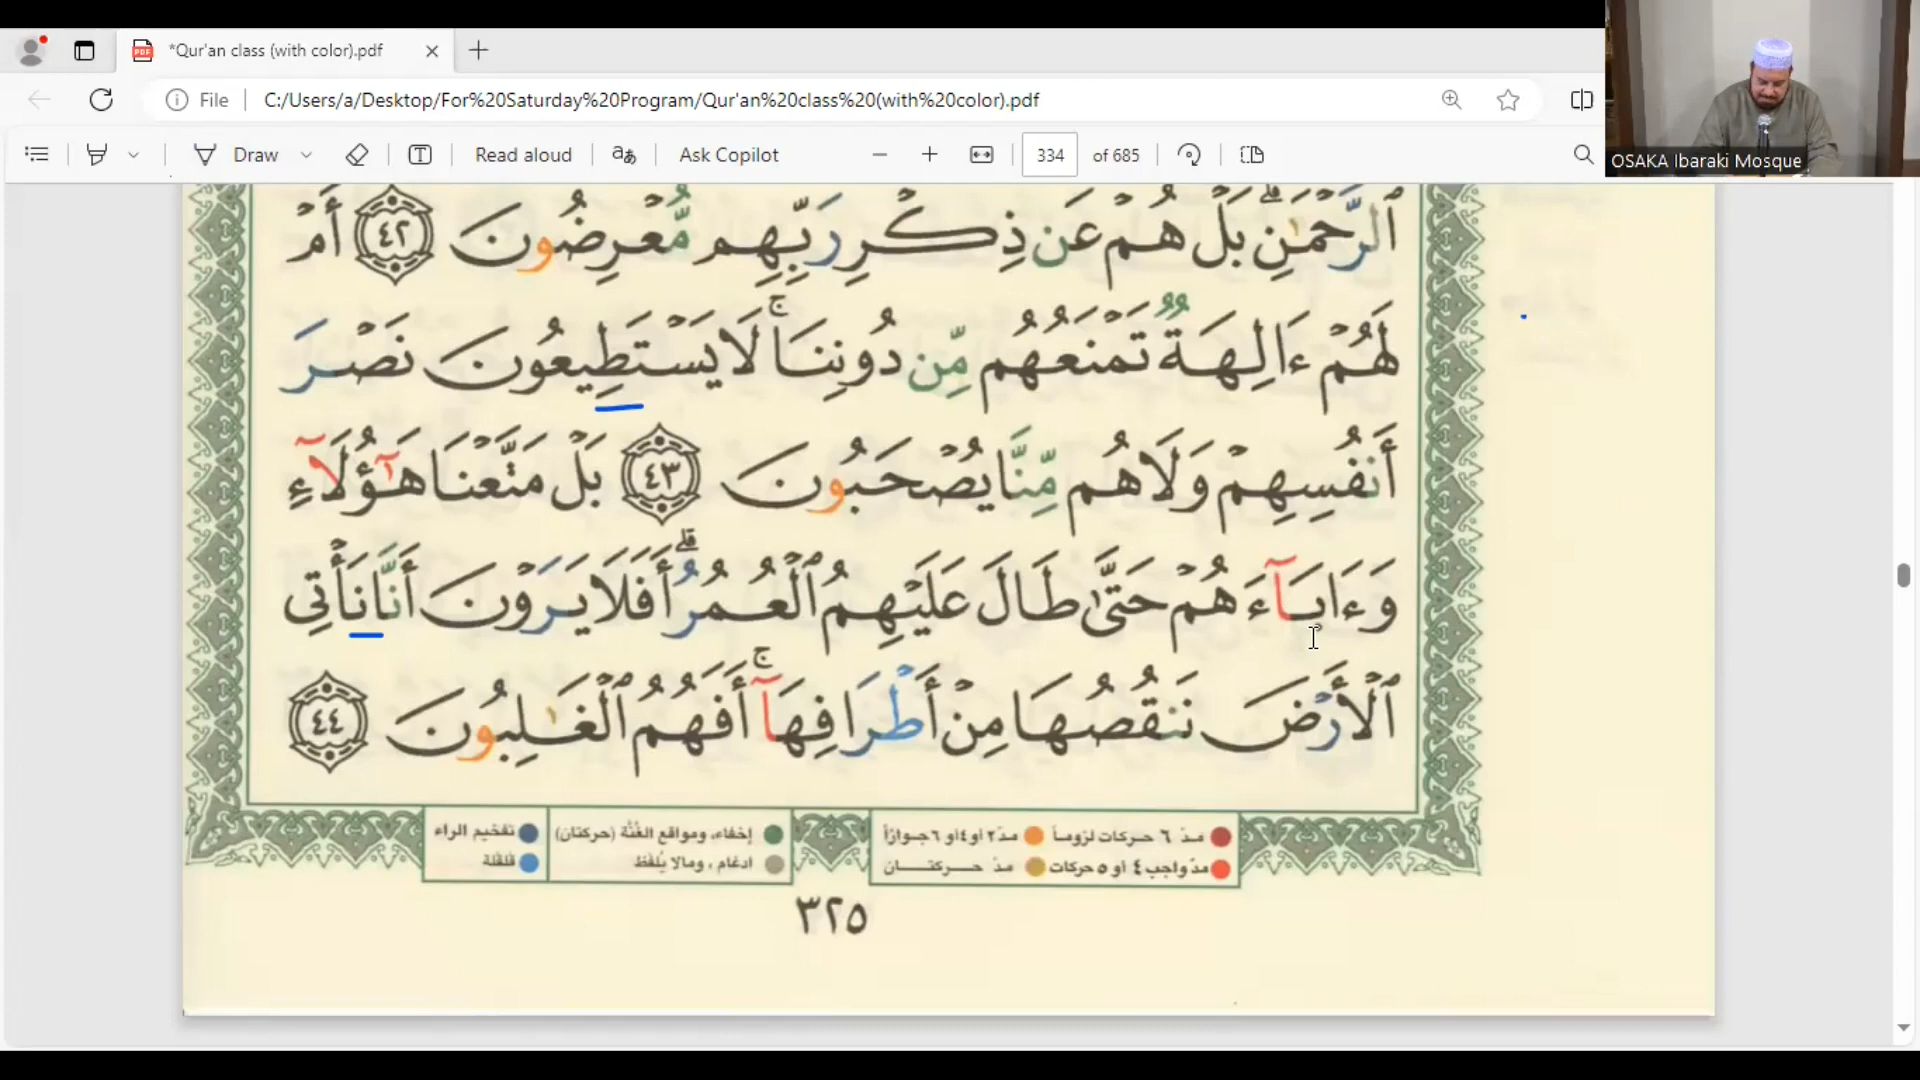 *Qur'an class (with color).pdf
File
C:/Users/a/Desktop/For%20Saturday%20Program/Qur'an%20class%20(with%20color).pdf
Draw
Read aloud
Ask Copilot
334
of 685
OSAKA Ibaraki Mosque
ٱلرَّحْمَٰنِ ۗ بَلْ هُمْ عَن ذِكْرِ رَبِّهِم مُّعْرِضُونَ ٤٢ أَمْ
لَهُمْ ءَالِهَةٌ تَمْنَعُهُم مِّن دُونِنَا ۚ لَا يَسْتَطِيعُونَ نَصْرَ
أَنفُسِهِمْ وَلَا هُم مِّنَّا يُصْحَبُونَ ٤٣ بَلْ مَتَّعْنَا هَٰٓؤُلَآءِ
وَءَابَآءَهُمْ حَتَّىٰ طَالَ عَلَيْهِمُ ٱلْعُمُرُ ۗ أَفَلَا يَرَوْنَ أَنَّا نَأْتِى
ٱلْأَرْضَ نَنقُصُهَا مِنْ أَطْرَافِهَآ ۚ أَفَهُمُ ٱلْغَٰلِبُونَ ٤٤
مدّ ٦ حركات لزوماً
مدّ ٢ او ٤ او ٦ جوازاً
إخفاء، ومواقع الغُنَّة (حركتان)
تفخيم الراء
مدّ واجب ٤ او ٥ حركات
مدّ حركتان
ادغام ، ومالا يُلفَظ
قلقلة
٣٢٥